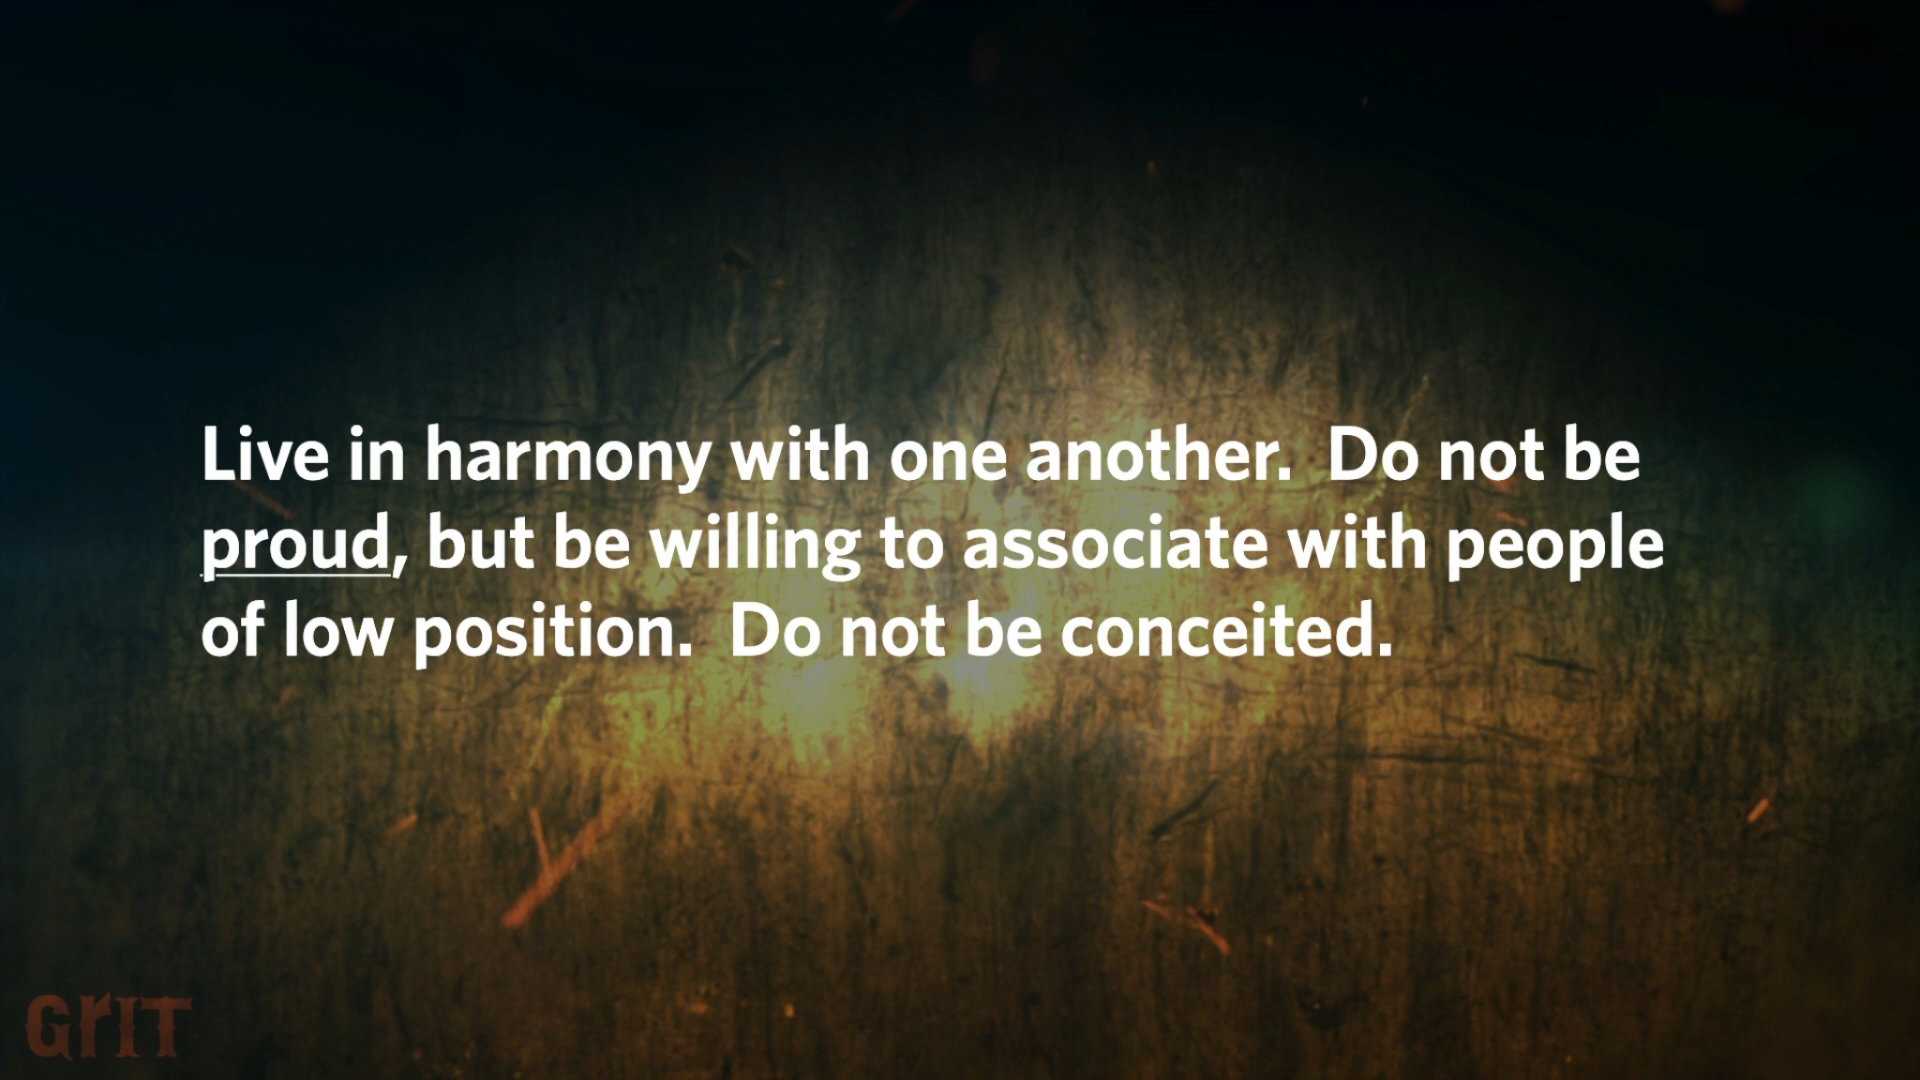 Live in harmony with one another.  Do not be
proud, but be willing to associate with people
of low position.  Do not be conceited.
GRIT